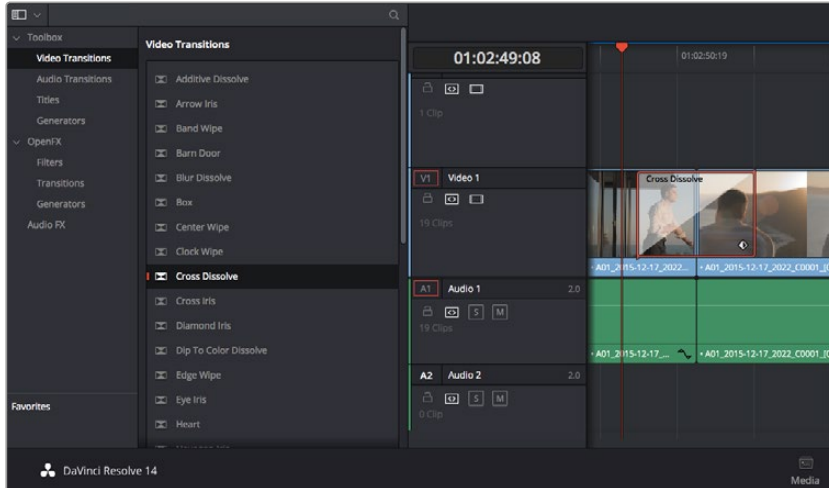 Toolbox
Video Transitions
Audio Transitions
Titles
Generators
OpenFX
Filters
Transitions
Generators
Audio FX
Favorites
Video Transitions
Additive Dissolve
Arrow Iris
Band Wipe
Barn Door
Blur Dissolve
Box
Center Wipe
Clock Wipe
Cross Dissolve
Cross Iris
Diamond Iris
Dip To Color Dissolve
Edge Wipe
Eye Iris
Heart
Hexagon Iris
01:02:49:08
01:02:50:19
1 Clip
V1 Video 1
19 Clips
Cross Dissolve
A01_2015-12-17_2022...
A01_2015-12-17_2022_C0001_[0
A1 Audio 1 2.0
S M
19 Clips
A01_2015-12-17_...
A01_2015-12-17_2022_C0001_[0
A2 Audio 2 2.0
S M
0 Clip
DaVinci Resolve 14
Media